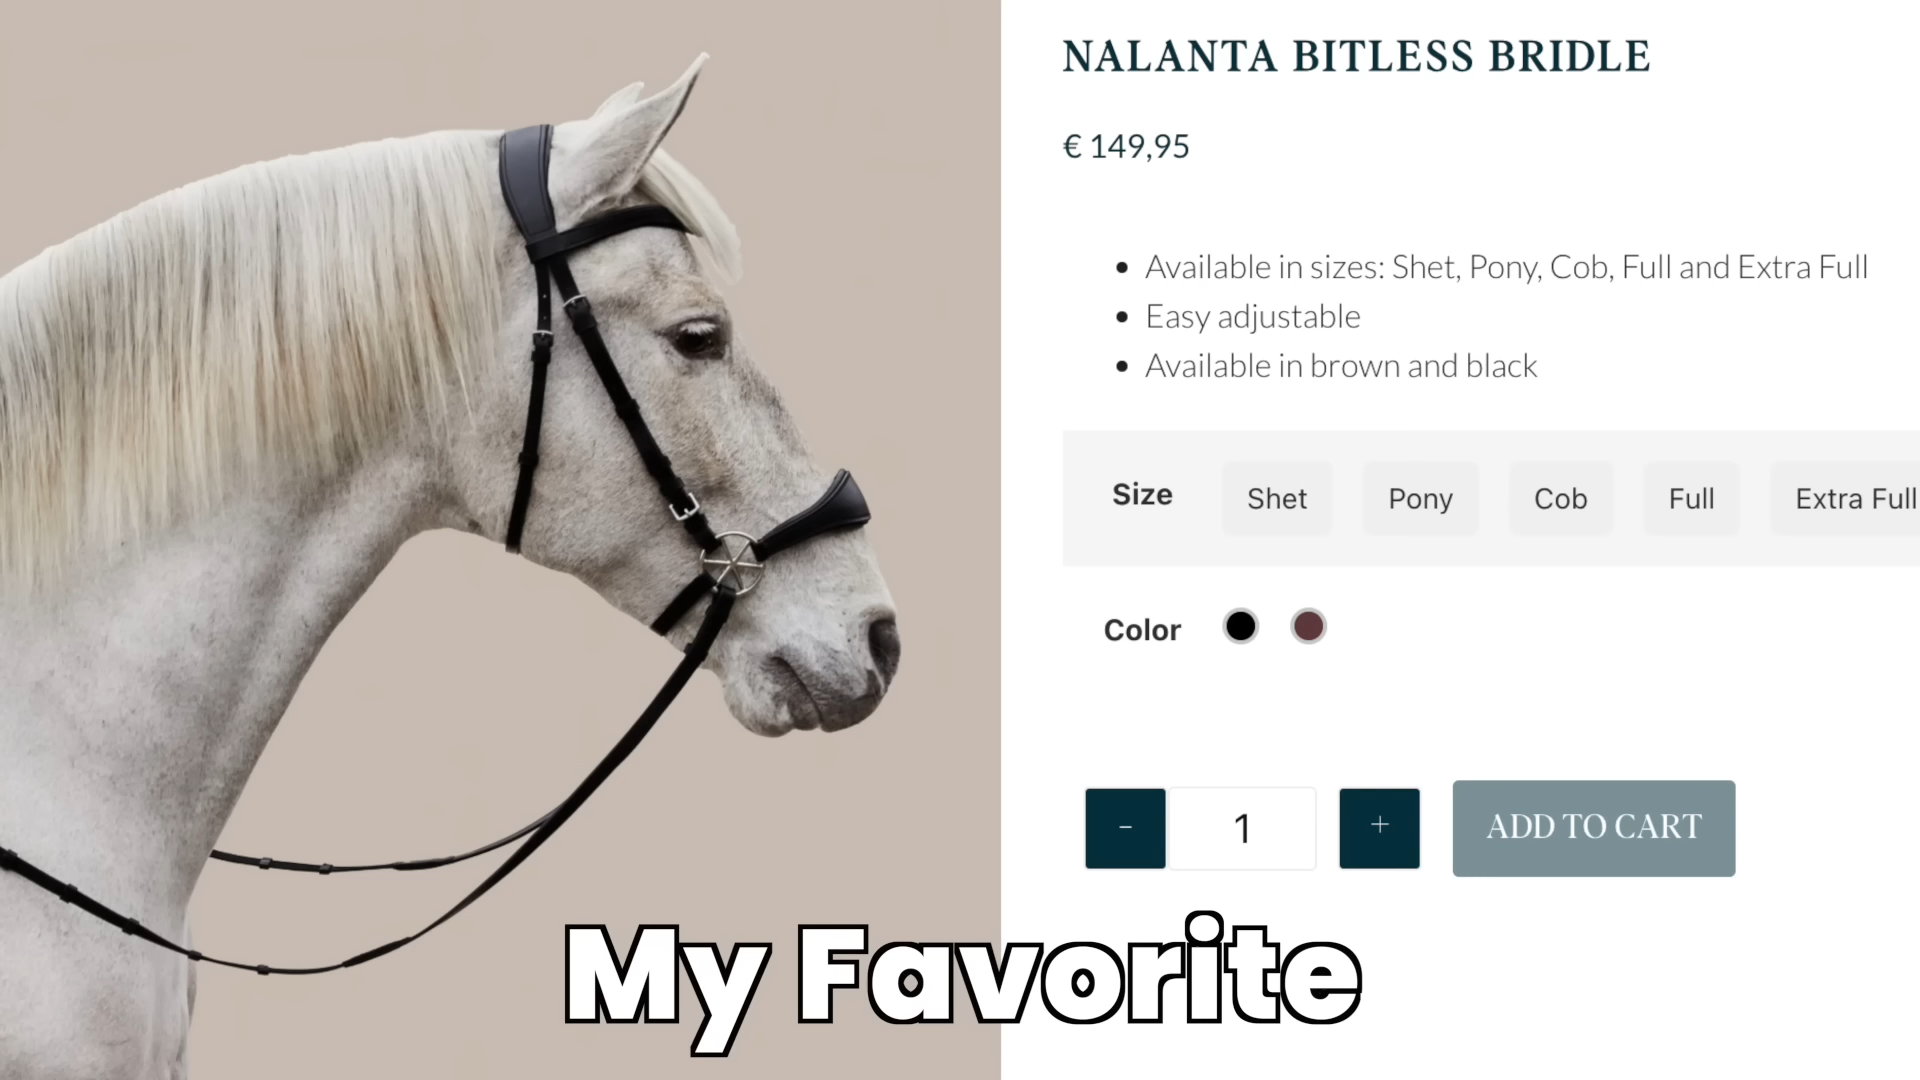 NALANTA BITLESS BRIDLE
€ 149,95
Available in sizes: Shet, Pony, Cob, Full and Extra Full
Easy adjustable
Available in brown and black
Size Shet Pony Cob Full Extra Full
Color
- 1 + ADD TO CART
My Favorite